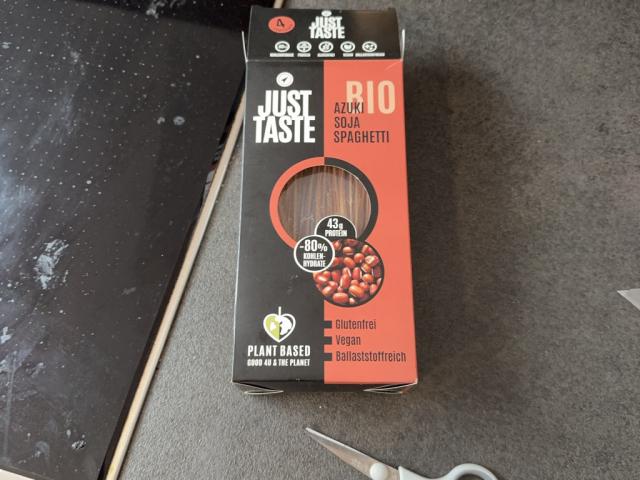 4
JUST
TASTE
JUST
TASTE
BIO
AZUKI
SOJA
SPAGHETTI
43g
PROTEIN
-80%
KOHLEN-
HYDRATE
Glutenfrei
Vegan
Ballaststoffreich
PLANT BASED
GOOD 4U & THE PLANET